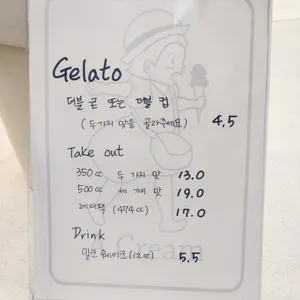 Gelato
더블 콘 또는 더블 컵
(두가지 맛을 골라주세요) 4.5
Take out
350cc 두 가지 맛 13.0
500cc 세 가지 맛 19.0
레디팩 (474cc) 17.0
Drink
밀크 쉐이크 (12oz) 5.5
Cream